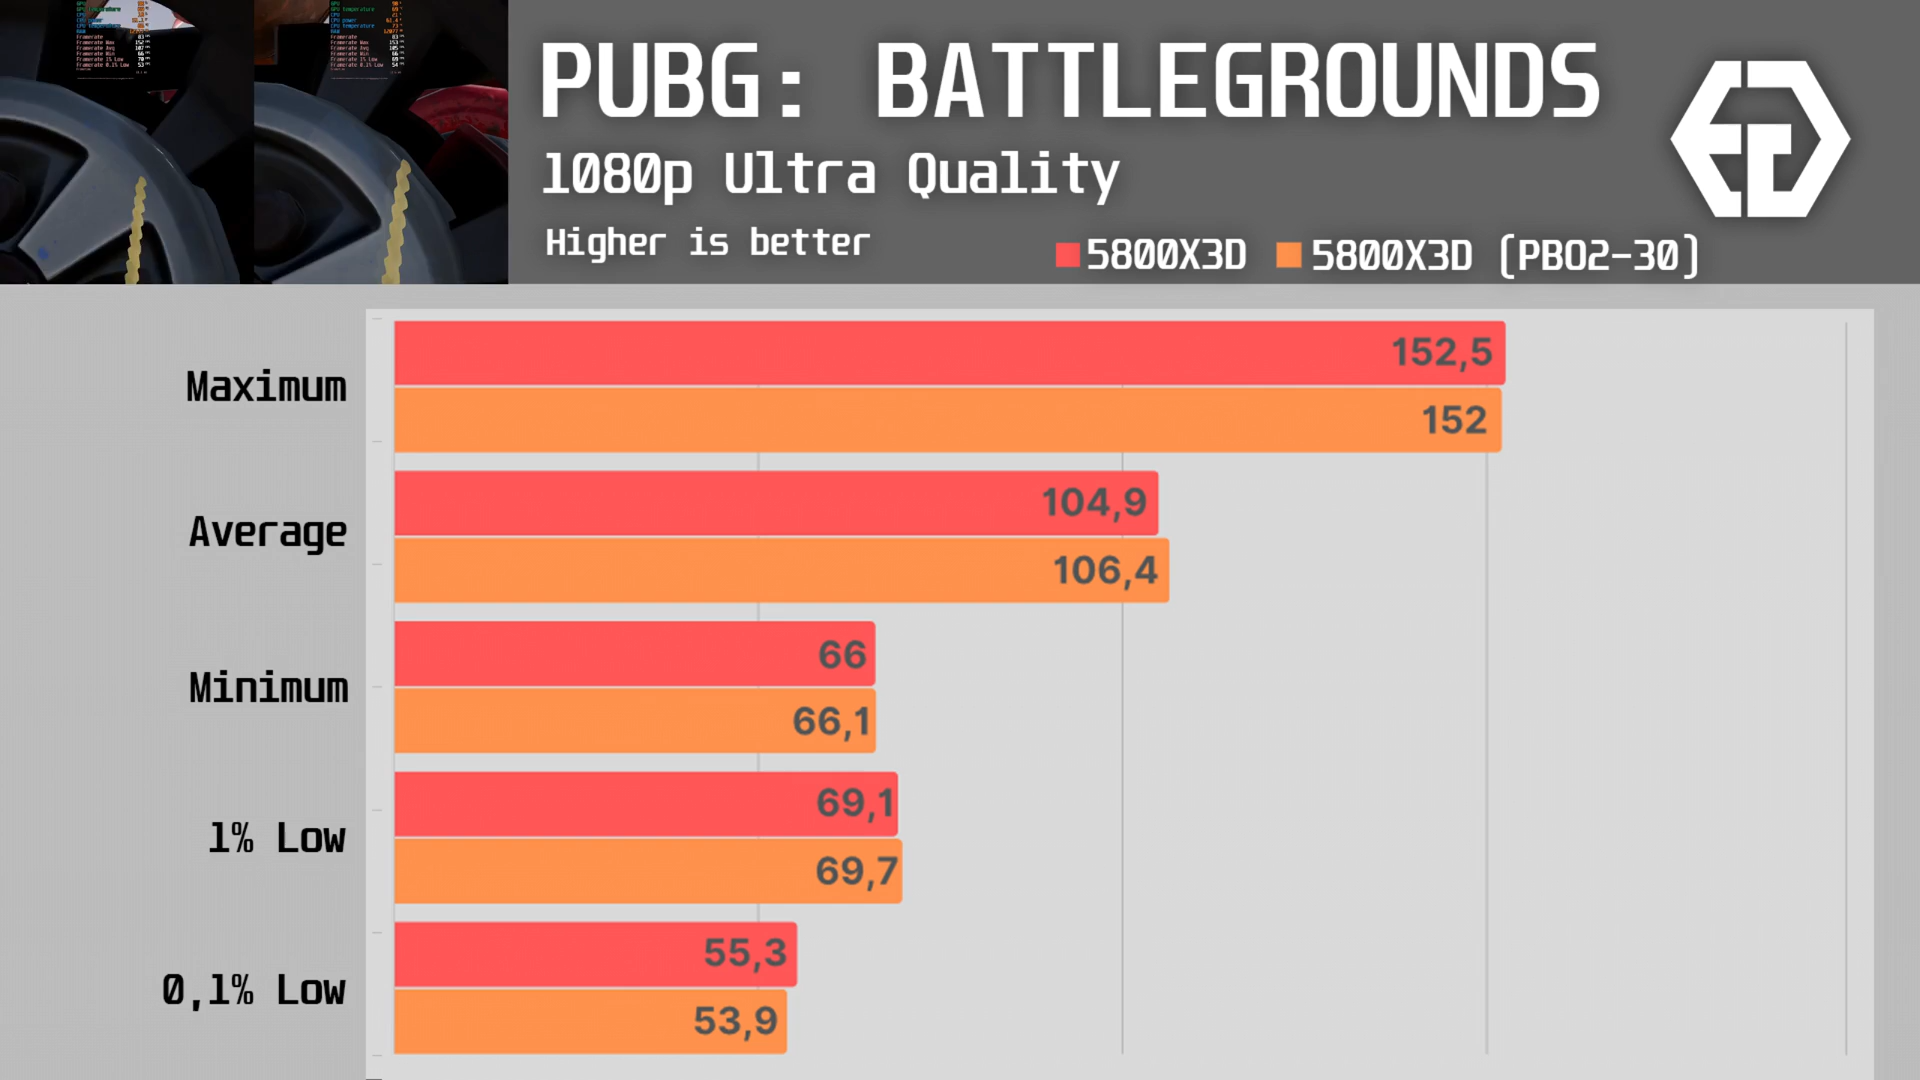 PUBG: BATTLEGROUNDS
1080p Ultra Quality
Higher is better
5800X3D 5800X3D (PBO2-30)
Maximum
152,5
152
Average
104,9
106,4
Minimum
66
66,1
1% Low
69,1
69,7
0,1% Low
55,3
53,9